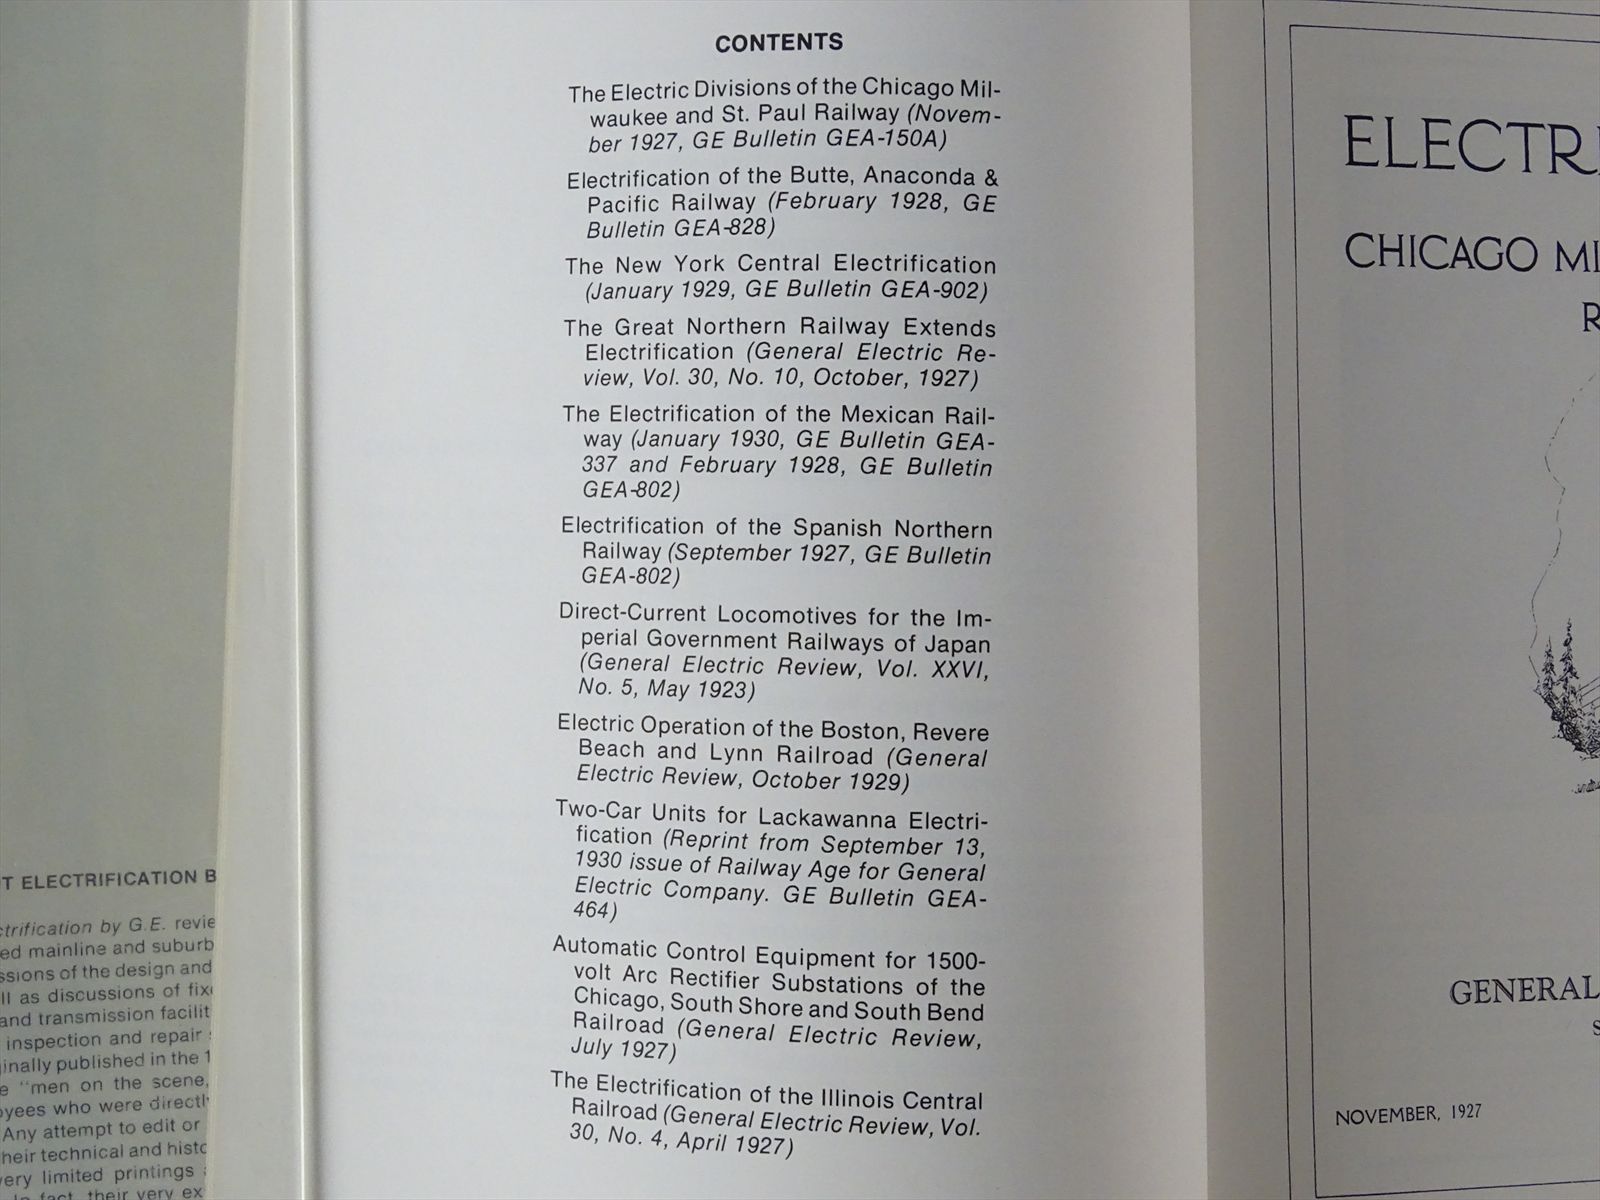 CONTENTS
The Electric Divisions of the Chicago Mil-
waukee and St. Paul Railway (Novem-
ber 1927, GE Bulletin GEA-150A)
Electrification of the Butte, Anaconda &
Pacific Railway (February 1928, GE
Bulletin GEA-828)
The New York Central Electrification
(January 1929, GE Bulletin GEA-902)
The Great Northern Railway Extends
Electrification (General Electric Re-
view, Vol. 30, No. 10, October, 1927)
The Electrification of the Mexican Rail-
way (January 1930, GE Bulletin GEA-
337 and February 1928, GE Bulletin
GEA-802)
Electrification of the Spanish Northern
Railway (September 1927, GE Bulletin
GEA-802)
Direct-Current Locomotives for the Im-
perial Government Railways of Japan
(General Electric Review, Vol. XXVI,
No. 5, May 1923)
Electric Operation of the Boston, Revere
Beach and Lynn Railroad (General
Electric Review, October 1929)
Two-Car Units for Lackawanna Electri-
fication (Reprint from September 13,
1930 issue of Railway Age for General
Electric Company. GE Bulletin GEA-
464)
Automatic Control Equipment for 1500-
volt Arc Rectifier Substations of the
Chicago, South Shore and South Bend
Railroad (General Electric Review,
July 1927)
The Electrification of the Illinois Central
Railroad (General Electric Review, Vol.
30, No. 4, April 1927)
T ELECTRIFICATION B
ctrification by G.E. revie
ed mainline and suburb
ssions of the design and
ll as discussions of fix
and transmission facilit
inspection and repair
ginally published in the 1
e "men on the scene,
oyees who were directl
Any attempt to edit or
heir technical and histo
very limited printings
In fact, their very ex
ELECTRI
CHICAGO MI
R
GENERAL
S
NOVEMBER, 1927